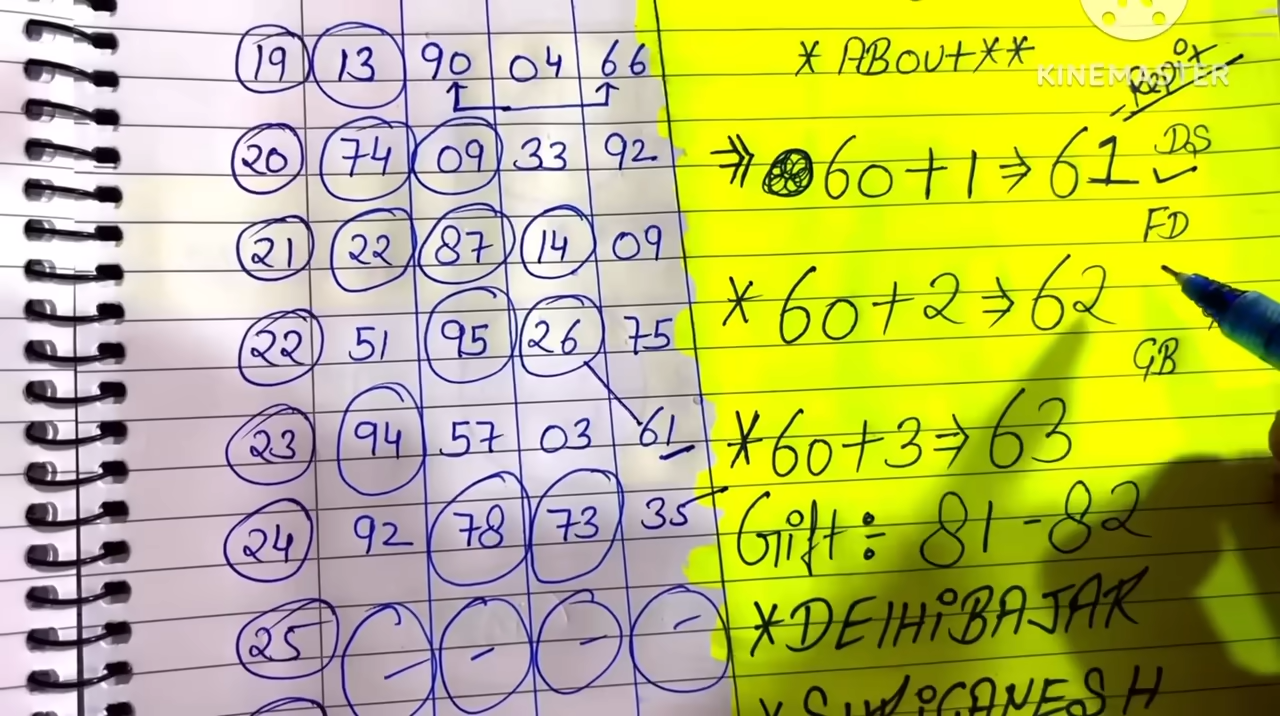 19 13 90 04 66
20 74 09 33 92
21 22 87 14 09
22 51 95 26 75
23 94 57 03 61
24 92 78 73 35
25 - - - -
* ABOUT **
KINEMASTER
60+1⇒61 DS
FD
* 60+2⇒62
GB
* 60+3⇒63
Gift÷ 81-82
* DElHiBAJAR